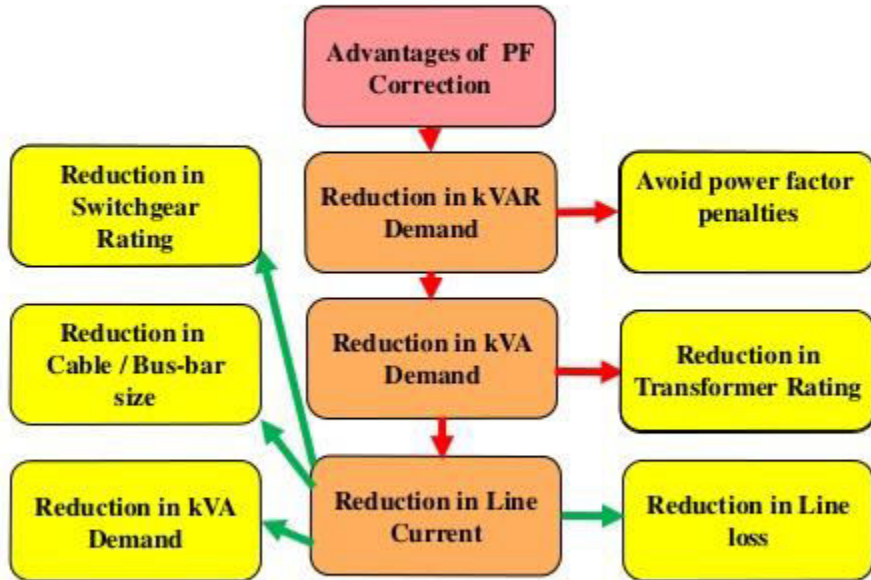 Advantages of PF
Correction
Reduction in
Switchgear
Rating
Reduction in kVAR
Demand
Avoid power factor
penalties
Reduction in
Cable / Bus-bar
size
Reduction in kVA
Demand
Reduction in
Transformer Rating
Reduction in kVA
Demand
Reduction in Line
Current
Reduction in Line
loss